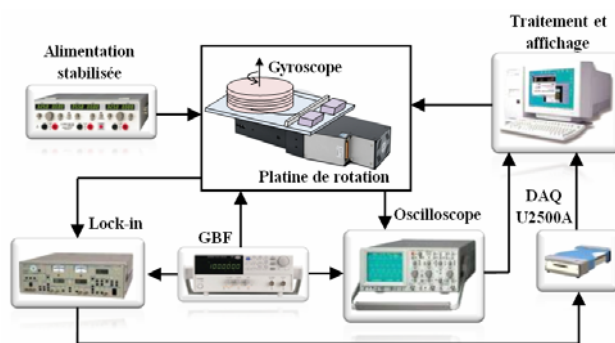 Alimentation
stabilisée
Gyroscope
Traitement et
affichage
Platine de rotation
Lock-in
GBF
Oscilloscope
DAQ
U2500A